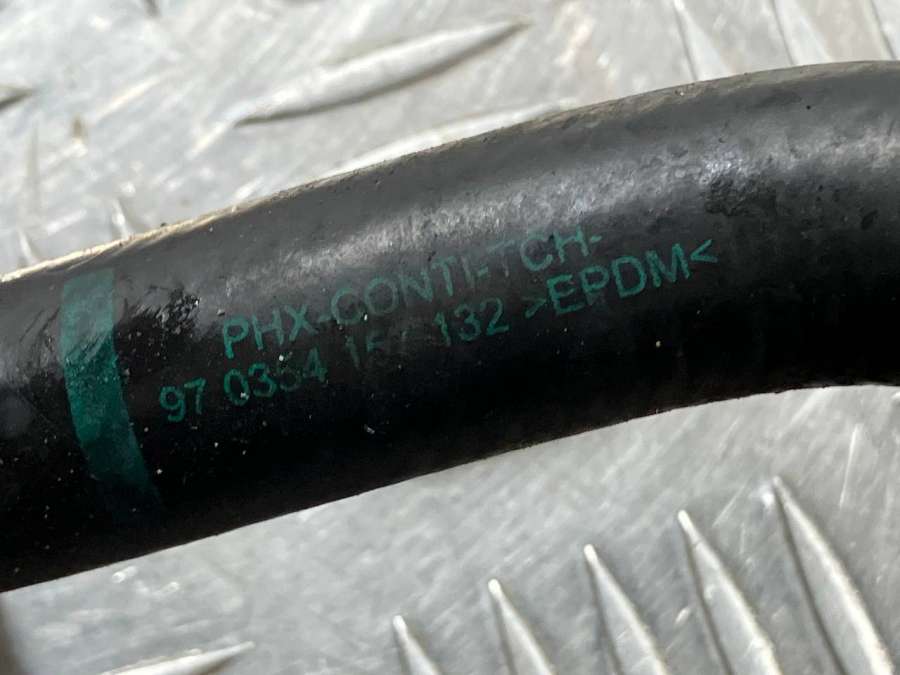 PHX-CONTI-TCH-
97 0354 132 >EPDM<